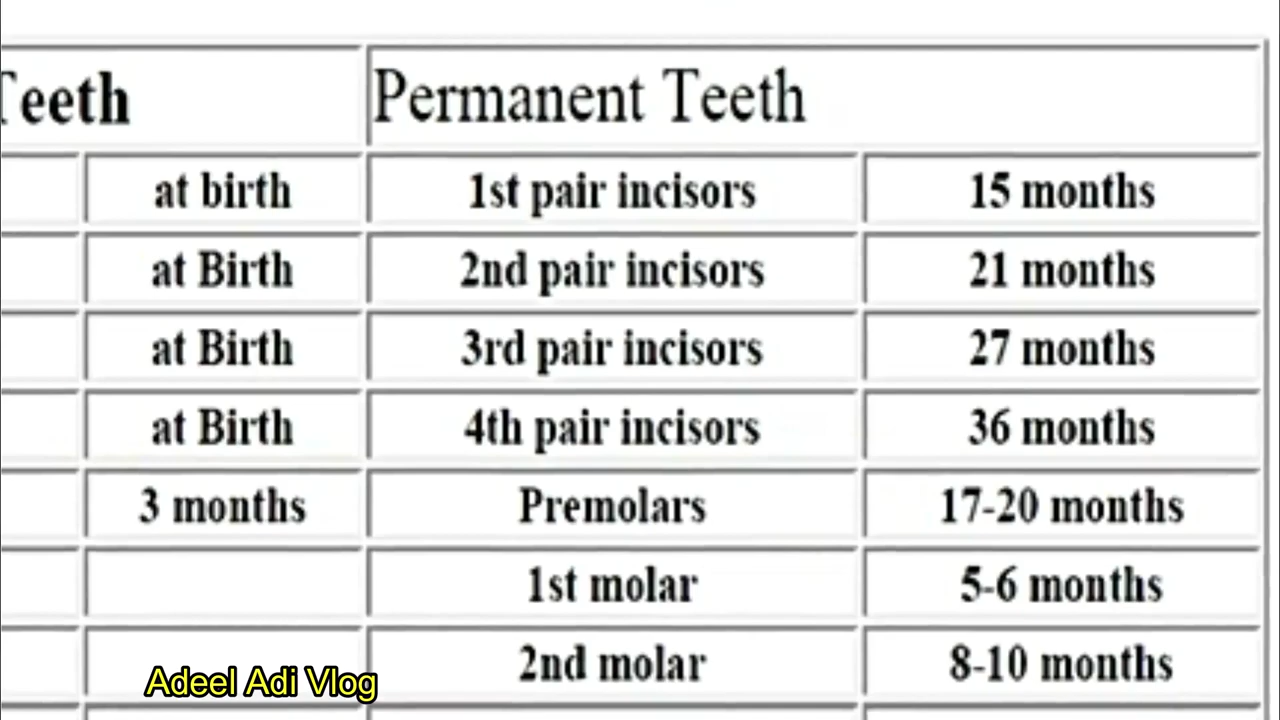 Teeth Permanent Teeth
at birth 1st pair incisors 15 months
at Birth 2nd pair incisors 21 months
at Birth 3rd pair incisors 27 months
at Birth 4th pair incisors 36 months
3 months Premolars 17-20 months
1st molar 5-6 months
2nd molar 8-10 months
Adeel Adi Vlog